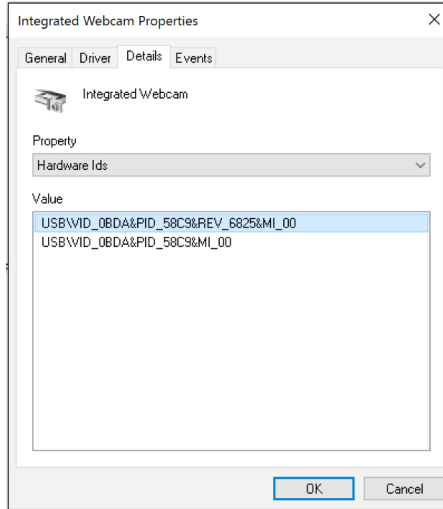 Integrated Webcam Properties
General Driver Details Events
Integrated Webcam
Property
Hardware Ids
Value
USB\VID_0BDA&PID_58C9&REV_6825&MI_00
USB\VID_0BDA&PID_58C9&MI_00
OK Cancel